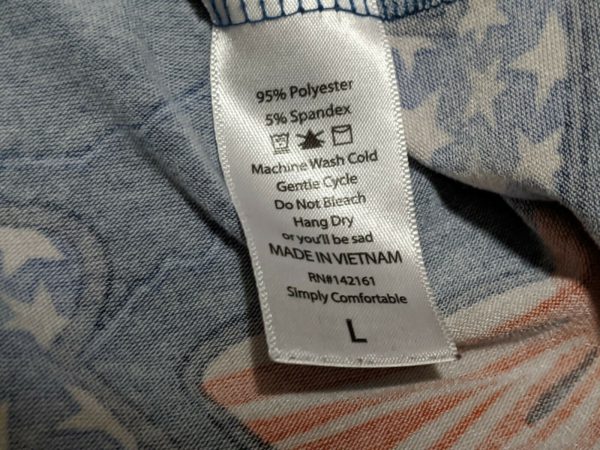 95% Polyester
5% Spandex
Machine Wash Cold
Gentle Cycle
Do Not Bleach
Hang Dry
or you'll be sad
MADE IN VIETNAM
RN#142161
Simply Comfortable
L